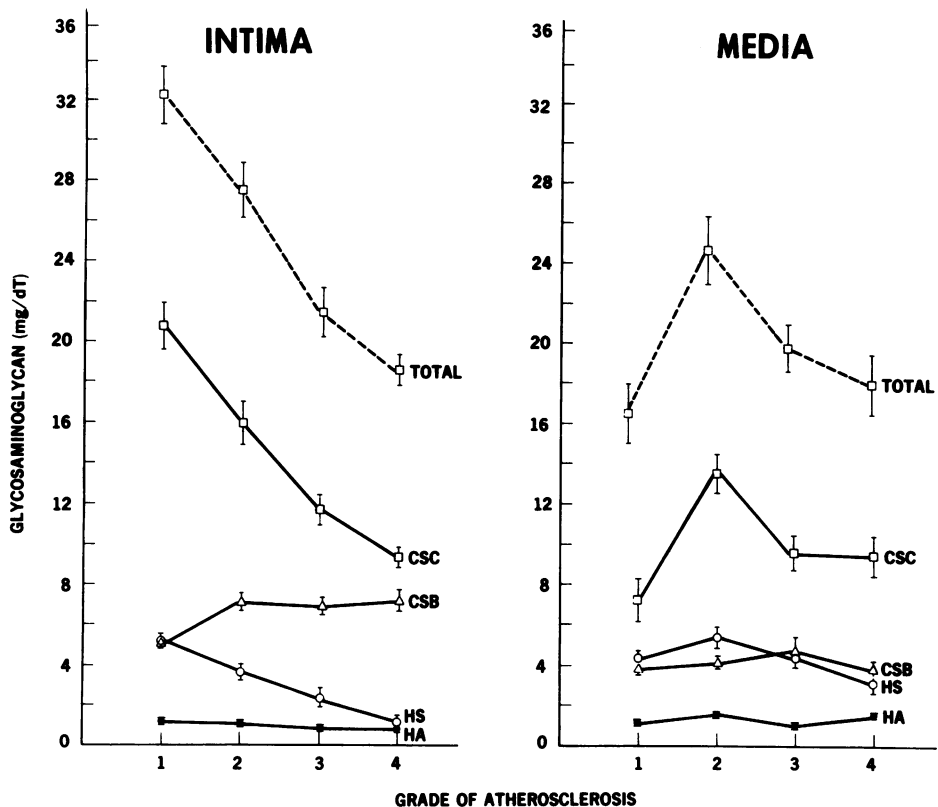 INTIMA
MEDIA
GLYCOSAMINOGLYCAN (mg/dT)
36
32
28
24
20
16
12
8
4
0
TOTAL
CSC
CSB
HS
HA
1 2 3 4
36
32
28
24
20
16
12
8
4
0
TOTAL
CSC
CSB
HS
HA
1 2 3 4
GRADE OF ATHEROSCLEROSIS